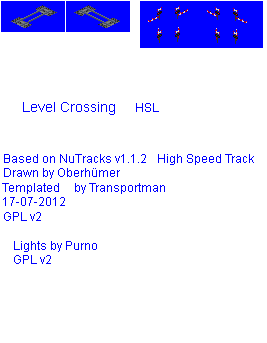 Level Crossing HSL
Based on NuTracks v1.1.2 High Speed Track
Drawn by Oberhümer
Templated by Transportman
17-07-2012
GPL v2
Lights by Purno
GPL v2